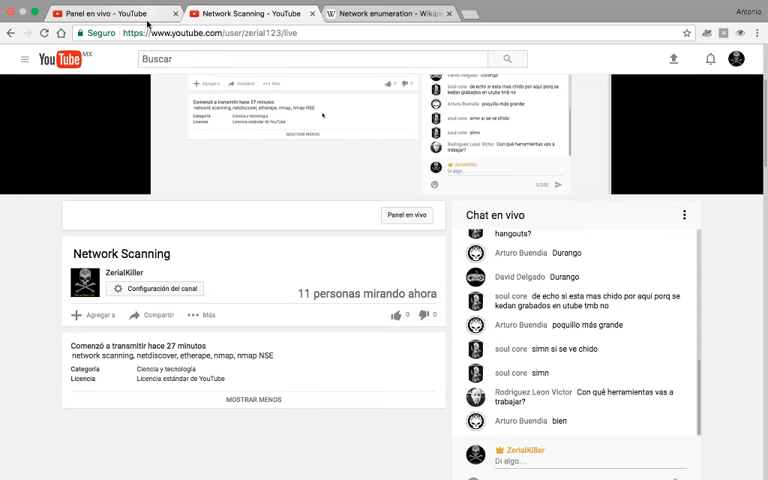 Panel en vivo - YouTube
Network Scanning - YouTube
Network enumeration - Wikipe
Antonio
Seguro
https://www.youtube.com/user/zerial123/live
YouTube MX
Buscar
Agregar a
Compartir
Más
Comenzó a transmitir hace 27 minutos
network scanning, netdiscover, etherape, nmap, nmap NSE
Categoría Ciencia y tecnología
Licencia Licencia estándar de YouTube
MOSTRAR MENOS
David Delgado Durango
soul core de echo si esta mas chido por aqui porq se
kedan grabados en utube tmb no
Arturo Buendia poquillo más grande
soul core simn si se ve chido
soul core simn
Rodriguez Leon Victor Con què herramientas vas a
trabajar?
ZerialKiller
Di algo...
0/200
Panel en vivo
Network Scanning
ZerialKiller
Configuración del canal
11 personas mirando ahora
Agregar a
Compartir
Más
0
0
Comenzó a transmitir hace 27 minutos
network scanning, netdiscover, etherape, nmap, nmap NSE
Categoría Ciencia y tecnología
Licencia Licencia estándar de YouTube
MOSTRAR MENOS
Chat en vivo
hangouts?
Arturo Buendia Durango
David Delgado Durango
soul core de echo si esta mas chido por aqui porq se
kedan grabados en utube tmb no
Arturo Buendia poquillo más grande
soul core simn si se ve chido
soul core simn
Rodriguez Leon Victor Con què herramientas vas a
trabajar?
Arturo Buendia bien
ZerialKiller
Di algo...